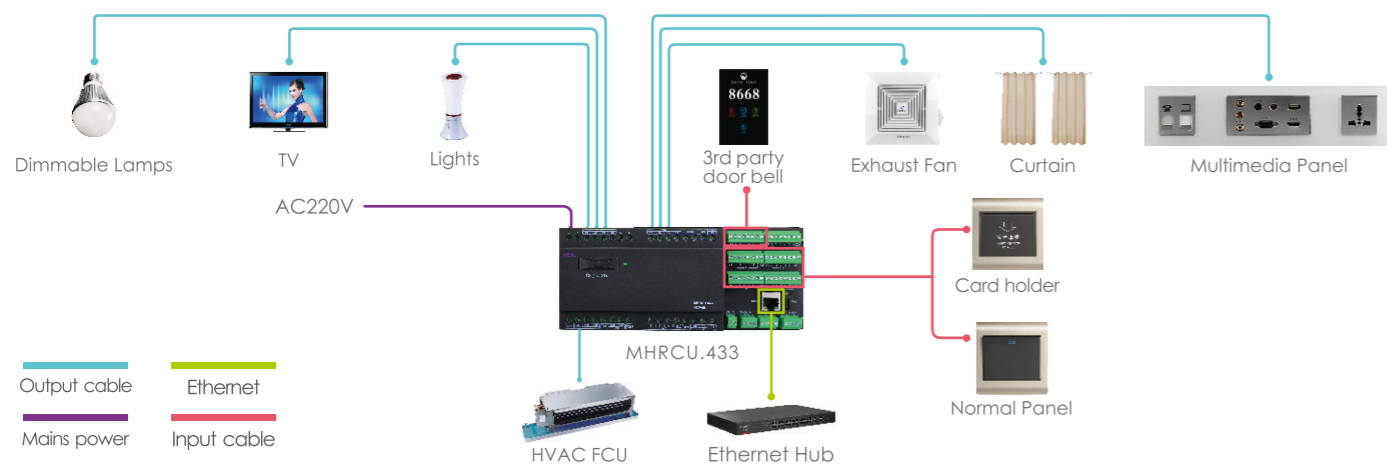 8668
Dimmable Lamps
TV
Lights
3rd party
door bell
Exhaust Fan
Curtain
Multimedia Panel
AC220V
HDL
Card holder
MHRCU.433
Normal Panel
Output cable
Ethernet
Mains power
Input cable
HVAC FCU
Ethernet Hub